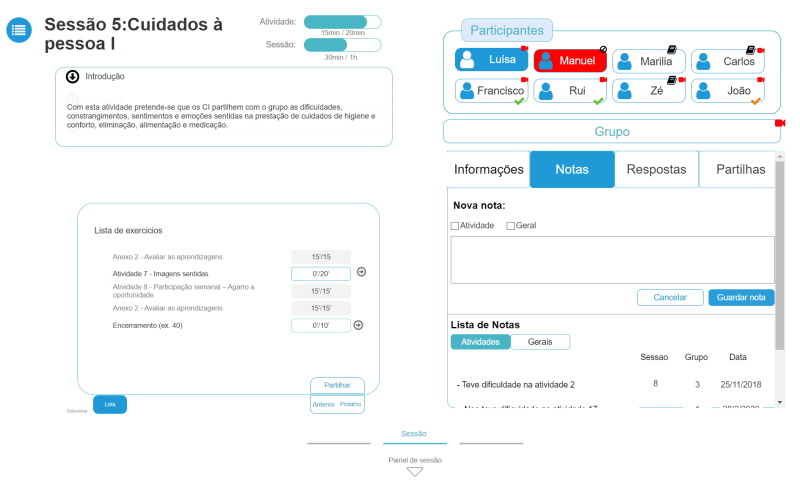 Sessão 5:Cuidados à
pessoa I
Atividade:
15min / 20min
Sessão:
30min / 1h
Introdução
Com esta atividade pretende-se que os CI partilhem com o grupo as dificuldades,
constrangimentos, sentimentos e emoções sentidas na prestação de cuidados de higiene e
conforto, eliminação, alimentação e medicação.
Lista de exercícios
Anexo 2 - Avaliar as aprendizagens 15'/15
Atividade 7 - Imagens sentidas 0'/20'
Atividade 8 - Participação semanal – Agarro a
oportunidade 15'/15'
Anexo 2 - Avaliar as aprendizagens 15'/15'
Encerramento (ex. 40) 0'/10'
Partilhar
Anterior Próximo
Selecionar
Lista
Participantes
Luísa Manuel Marilia Carlos
Francisco Rui Zé João
Grupo
Informações Notas Respostas Partilhas
Nova nota:
Atividade Geral
Cancelar Guardar nota
Lista de Notas
Atividades Gerais
Sessao Grupo Data
- Teve dificuldade na atividade 2 8 3 25/11/2018
Sessão
Painel de sessão